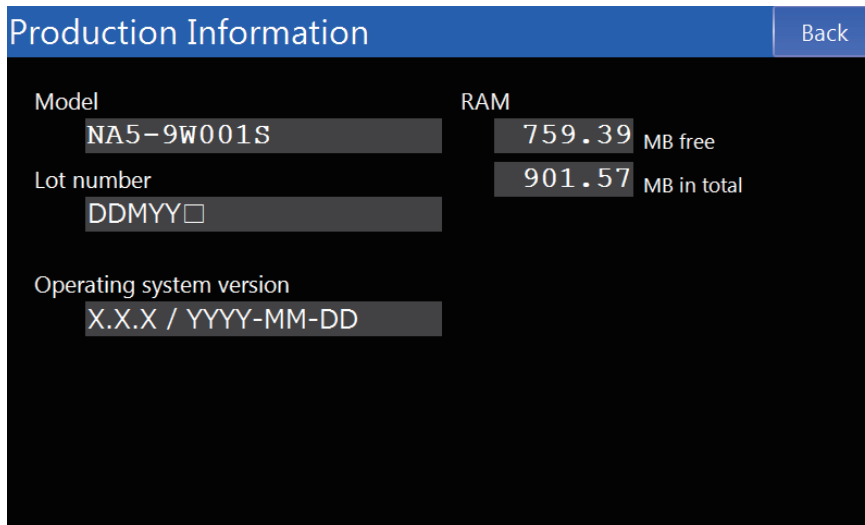 Production Information
Back
Model
NA5-9W001S
Lot number
DDMYY□
Operating system version
X.X.X / YYYY-MM-DD
RAM
759.39 MB free
901.57 MB in total